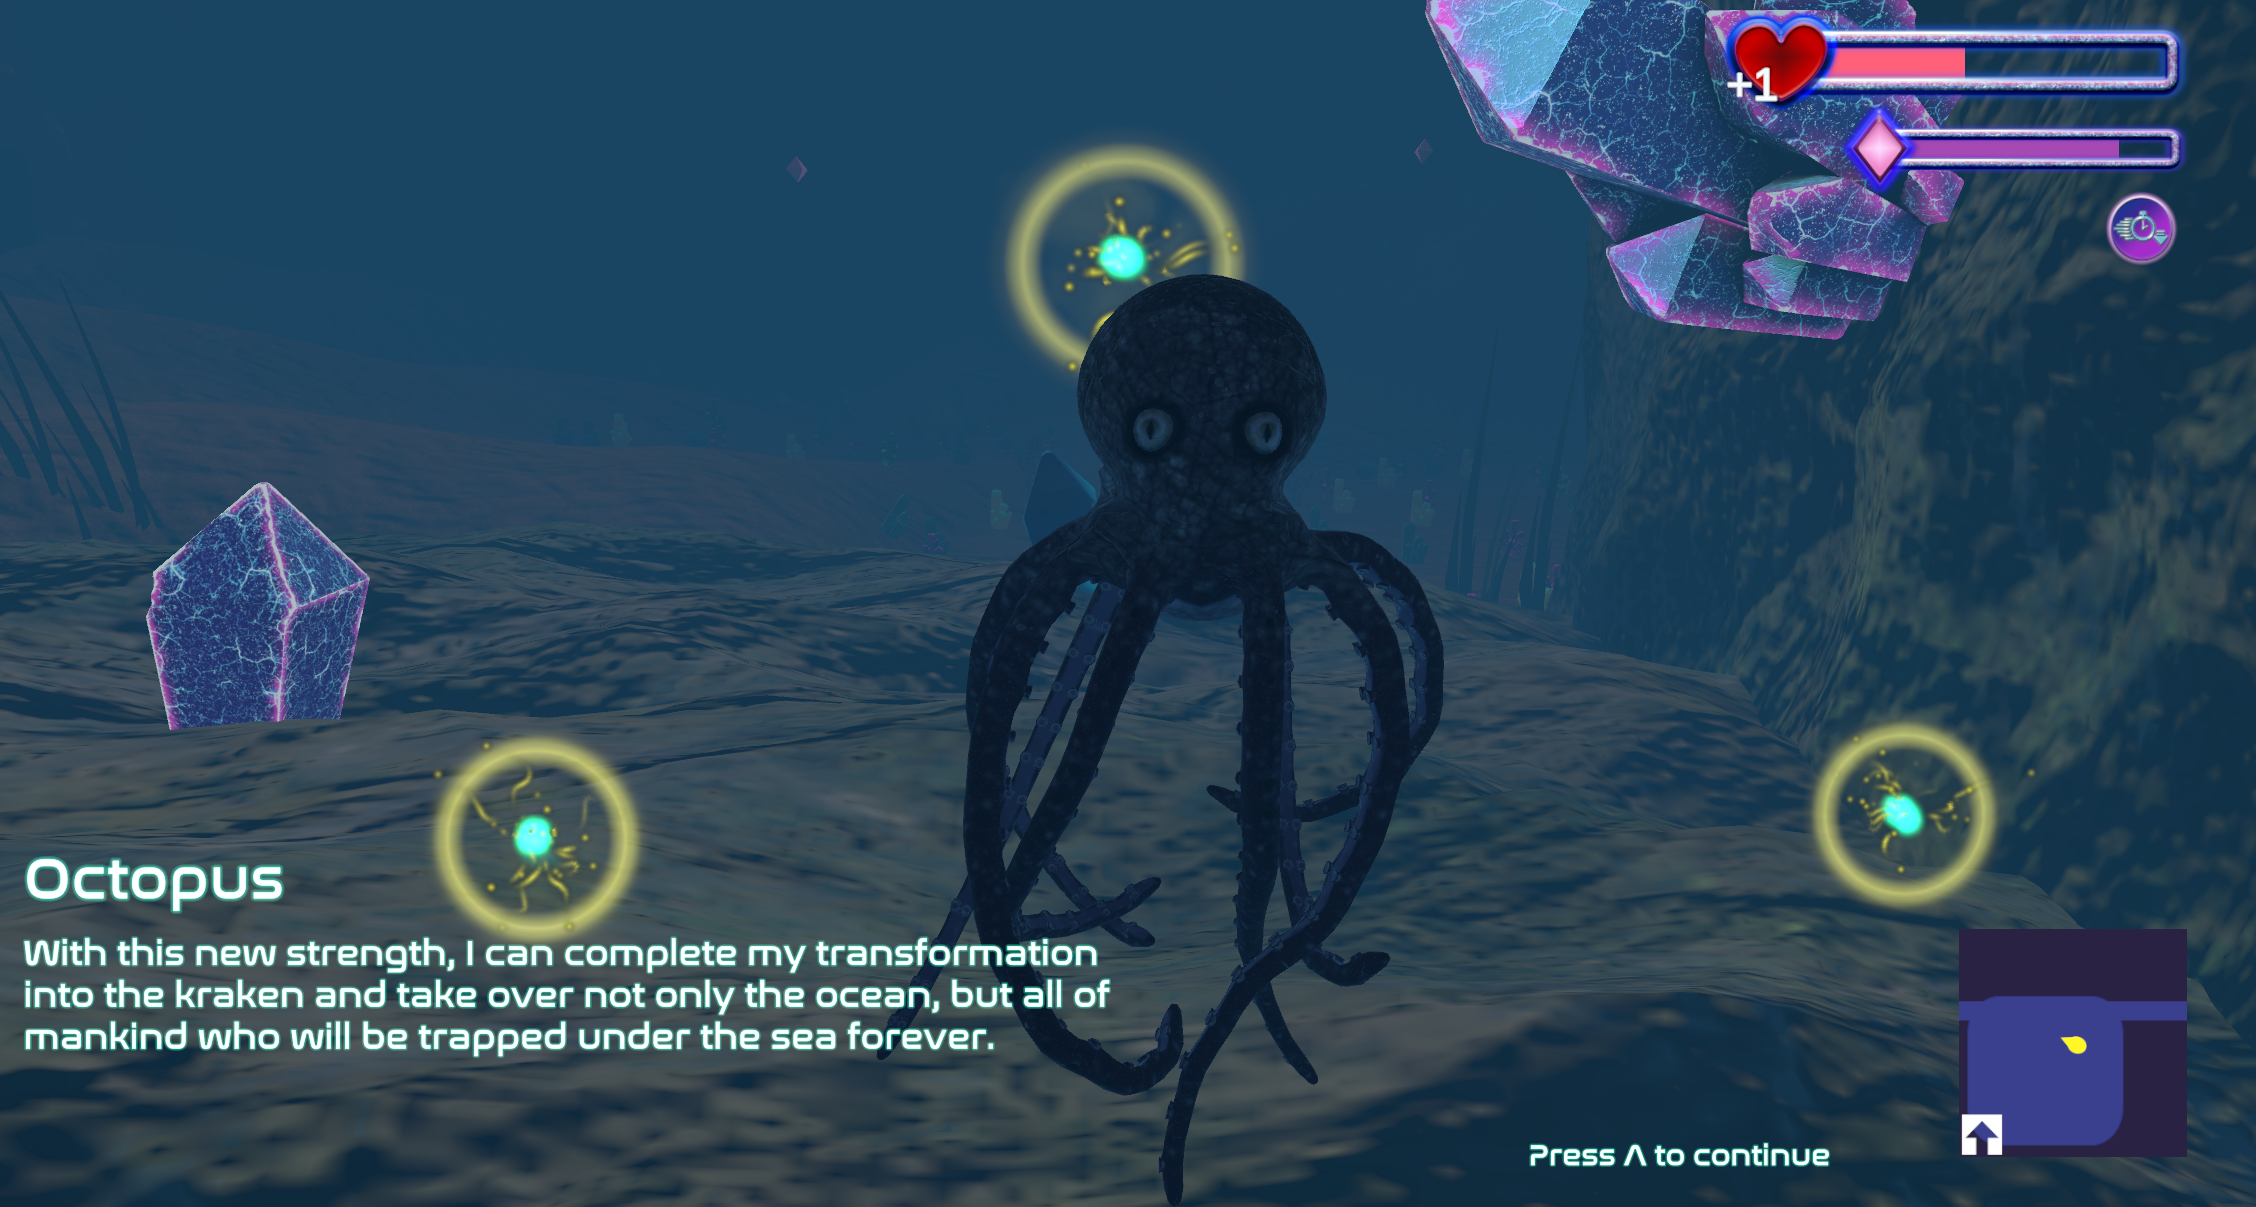 +1
Octopus
With this new strength, I can complete my transformation
into the kraken and take over not only the ocean, but all of
mankind who will be trapped under the sea forever.
Press Λ to continue